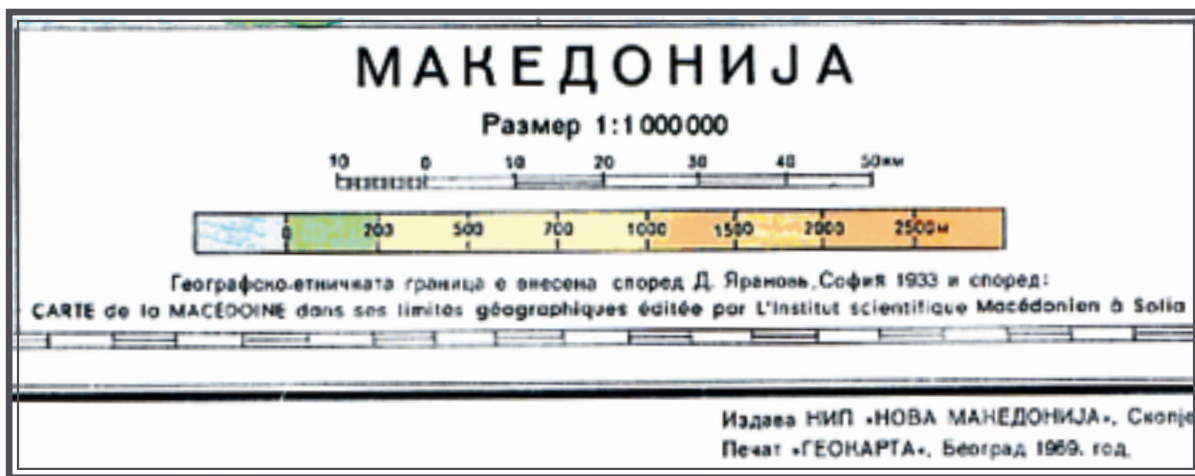 МАКЕДОНИЈА
Размер 1:1 000 000
10 0 10 20 30 40 50км
0 200 500 700 1000 1500 2000 2500м
Географско-етничката граница е внесена според Д. Ярановь, София 1933 и според:
CARTE de la MACÉDOINE dans ses limites géographiques éditée par L'Institut scientifique Macédonien à Sofia
Издава НИП «НОВА МАКЕДОНИЈА», Скопје
Печат «ГЕОКАРТА», Београд 1969. год.